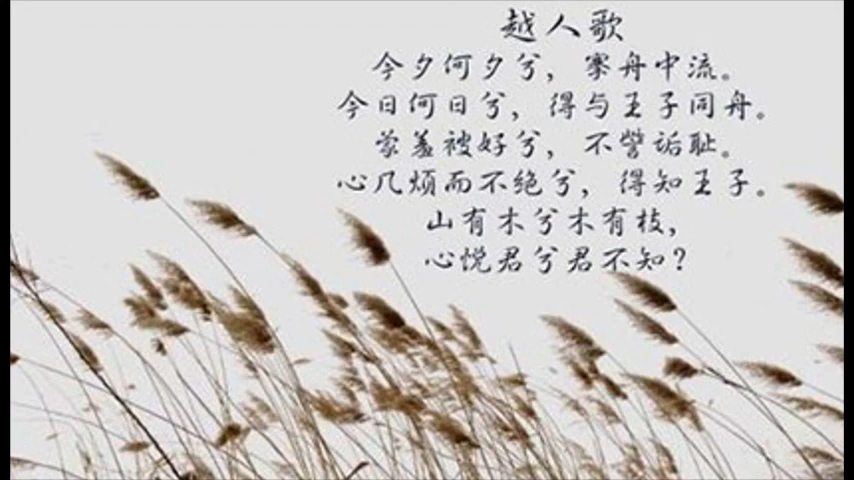 越人歌
今夕何夕兮，搴舟中流。
今日何日兮，得与王子同舟。
蒙羞被好兮，不訾诟耻。
心几烦而不绝兮，得知王子。
山有木兮木有枝，
心悦君兮君不知？